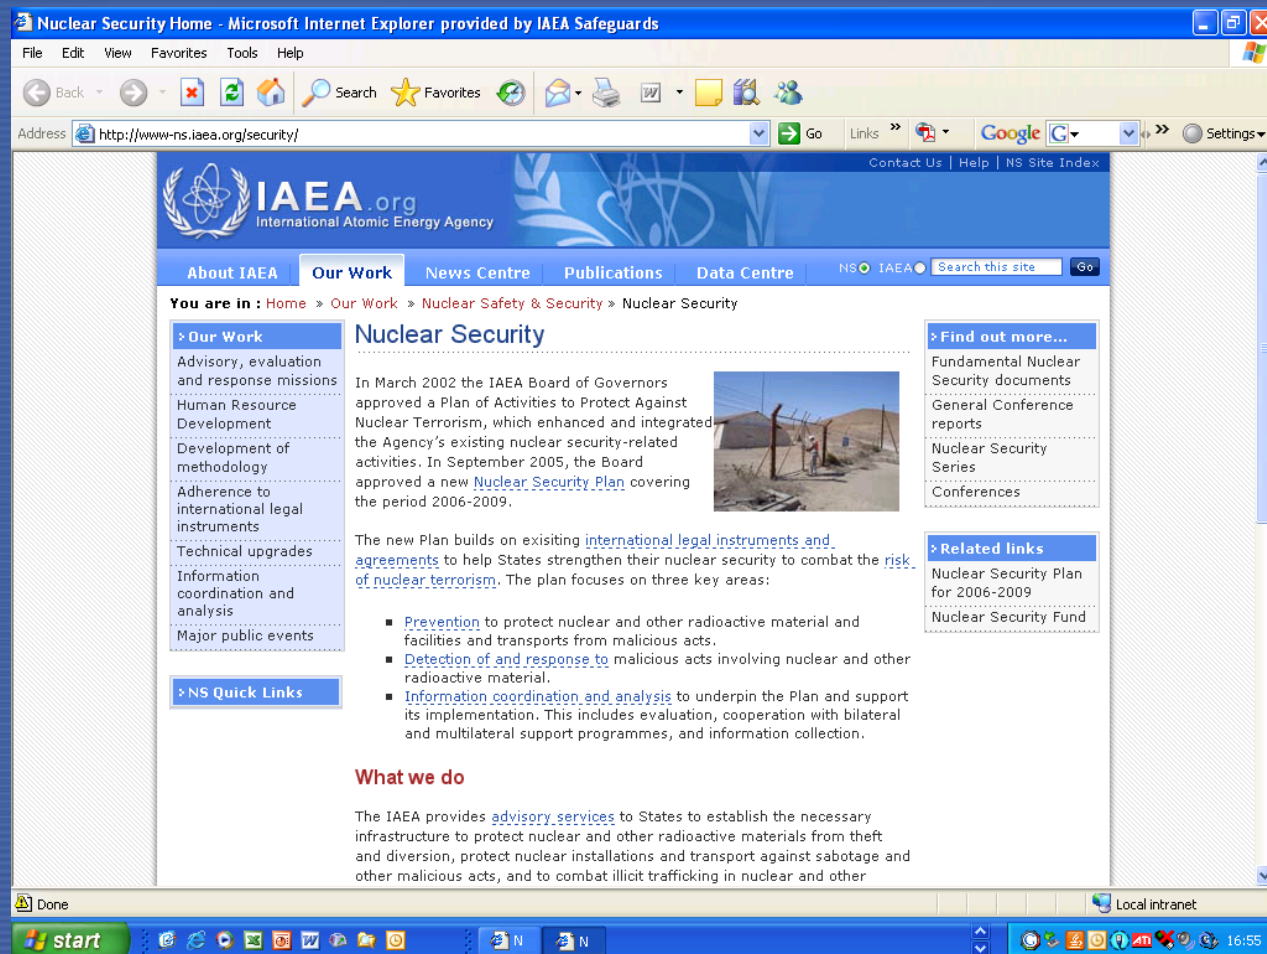 Nuclear Security Home - Microsoft Internet Explorer provided by IAEA Safeguards
File Edit View Favorites Tools Help
Back Search Favorites
Address http://www-ns.iaea.org/security/ Go Links » Google G Settings
Contact Us | Help | NS Site Index
IAEA.org
International Atomic Energy Agency
About IAEA Our Work News Centre Publications Data Centre NS IAEA Search this site Go
You are in : Home » Our Work » Nuclear Safety & Security » Nuclear Security
Our Work
Advisory, evaluation
and response missions
Human Resource
Development
Development of
methodology
Adherence to
international legal
instruments
Technical upgrades
Information
coordination and
analysis
Major public events
NS Quick Links
Nuclear Security
In March 2002 the IAEA Board of Governors
approved a Plan of Activities to Protect Against
Nuclear Terrorism, which enhanced and integrated
the Agency's existing nuclear security-related
activities. In September 2005, the Board
approved a new Nuclear Security Plan covering
the period 2006-2009.
The new Plan builds on exisiting international legal instruments and
agreements to help States strengthen their nuclear security to combat the risk
of nuclear terrorism. The plan focuses on three key areas:
Prevention to protect nuclear and other radioactive material and
facilities and transports from malicious acts.
Detection of and response to malicious acts involving nuclear and other
radioactive material.
Information coordination and analysis to underpin the Plan and support
its implementation. This includes evaluation, cooperation with bilateral
and multilateral support programmes, and information collection.
What we do
The IAEA provides advisory services to States to establish the necessary
infrastructure to protect nuclear and other radioactive materials from theft
and diversion, protect nuclear installations and transport against sabotage and
other malicious acts, and to combat illicit trafficking in nuclear and other
Find out more...
Fundamental Nuclear
Security documents
General Conference
reports
Nuclear Security
Series
Conferences
Related links
Nuclear Security Plan
for 2006-2009
Nuclear Security Fund
Done Local intranet
start N N 16:55